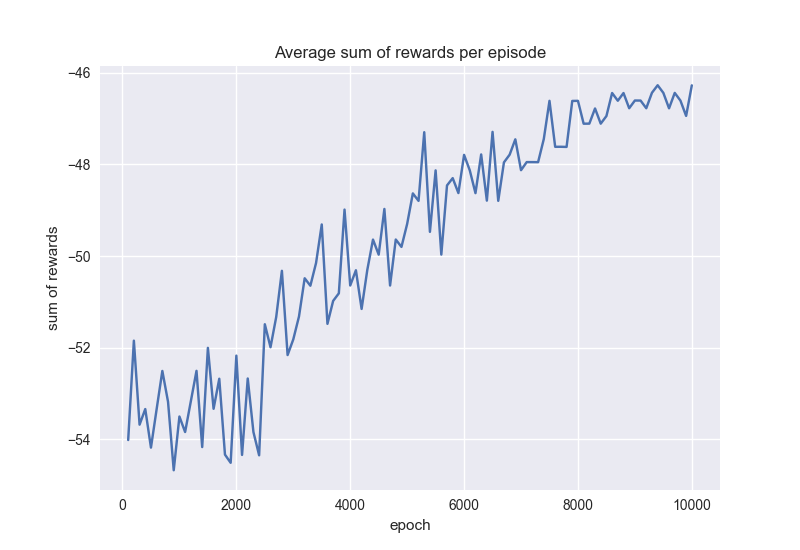 Average sum of rewards per episode
−46
−48
−50
−52
−54
sum of rewards
0 2000 4000 6000 8000 10000
epoch